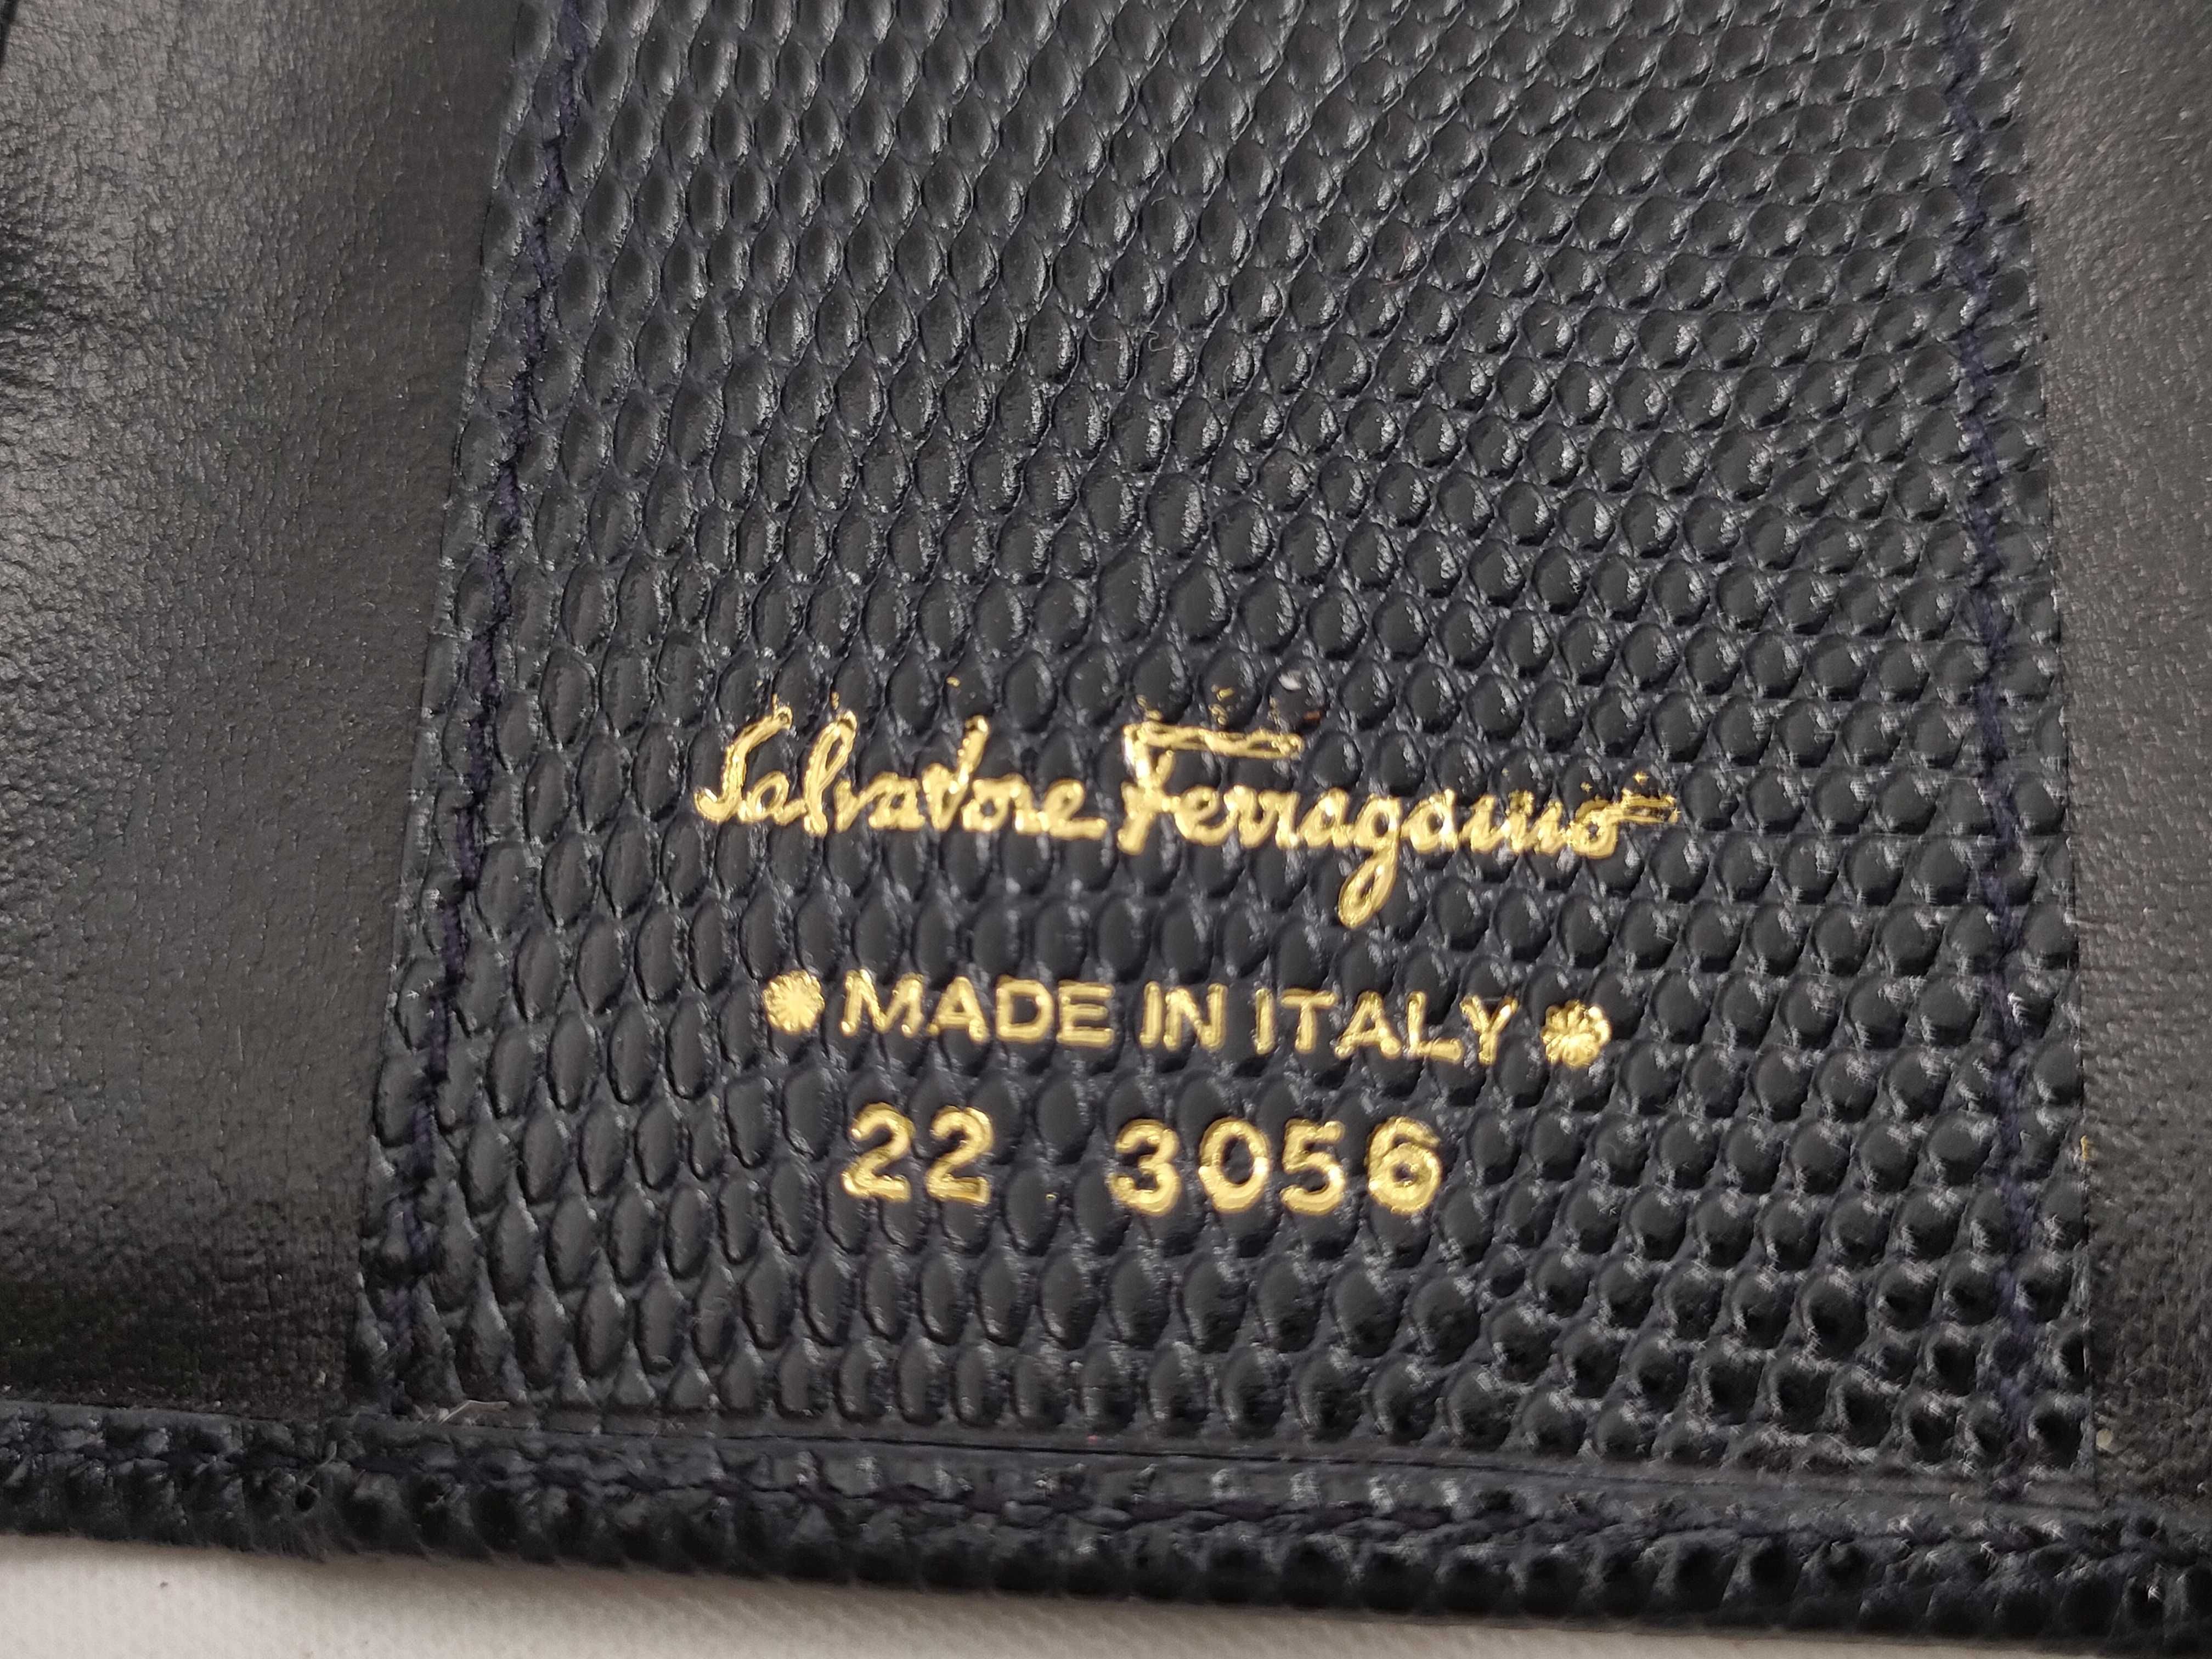 Salvatore Ferragamo
MADE IN ITALY
22 3056